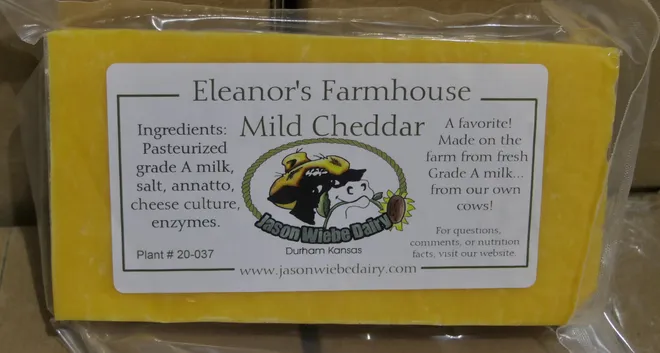 Eleanor's Farmhouse
Mild Cheddar
Ingredients:
Pasteurized
grade A milk,
salt, annatto,
cheese culture,
enzymes.
Plant # 20-037
Jason Wiebe Dairy
Durham Kansas
A favorite!
Made on the
farm from fresh
Grade A milk...
from our own
cows!
For questions,
comments, or nutrition
facts, visit our website
www.jasonwiebedairy.com